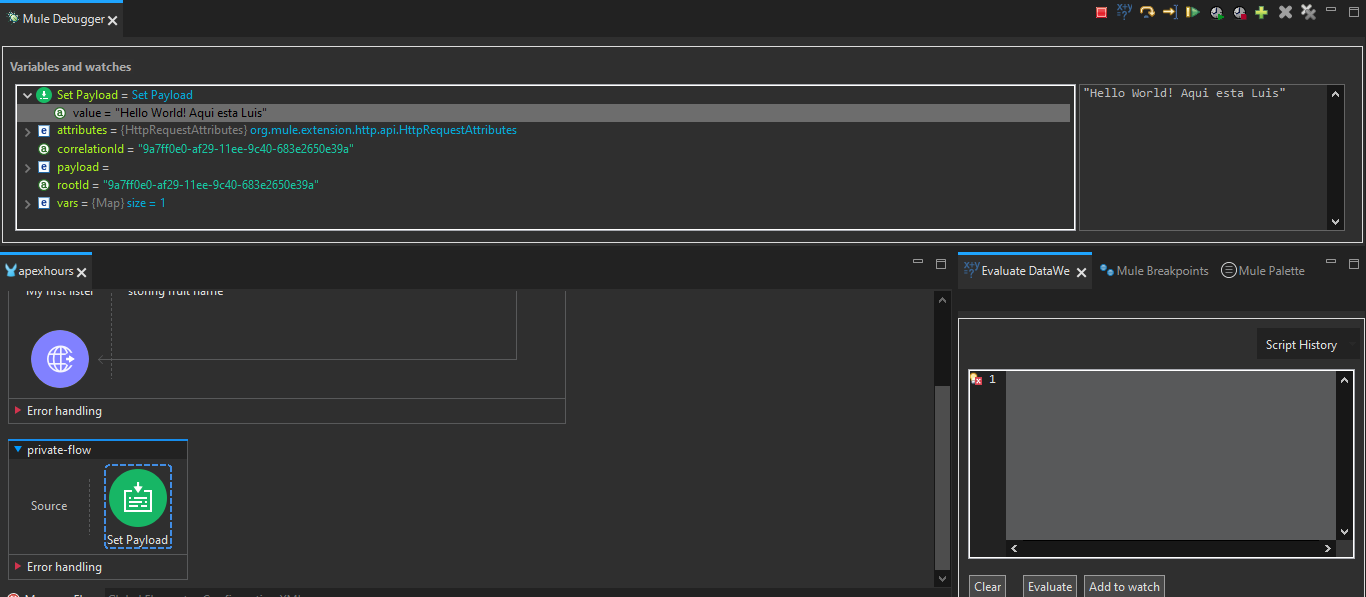 Mule Debugger
Variables and watches
Set Payload = Set Payload
value = "Hello World! Aqui esta Luis"
attributes = {HttpRequestAttributes} org.mule.extension.http.api.HttpRequestAttributes
correlationId = "9a7ff0e0-af29-11ee-9c40-683e2650e39a"
payload =
rootId = "9a7ff0e0-af29-11ee-9c40-683e2650e39a"
vars = {Map} size = 1
"Hello World! Aqui esta Luis"
apexhours
My first lister
storing fruit name
Error handling
private-flow
Source
Set Payload
Error handling
x+y
=?
Evaluate DataWe
Mule Breakpoints
Mule Palette
Script History
1
Clear
Evaluate
Add to watch